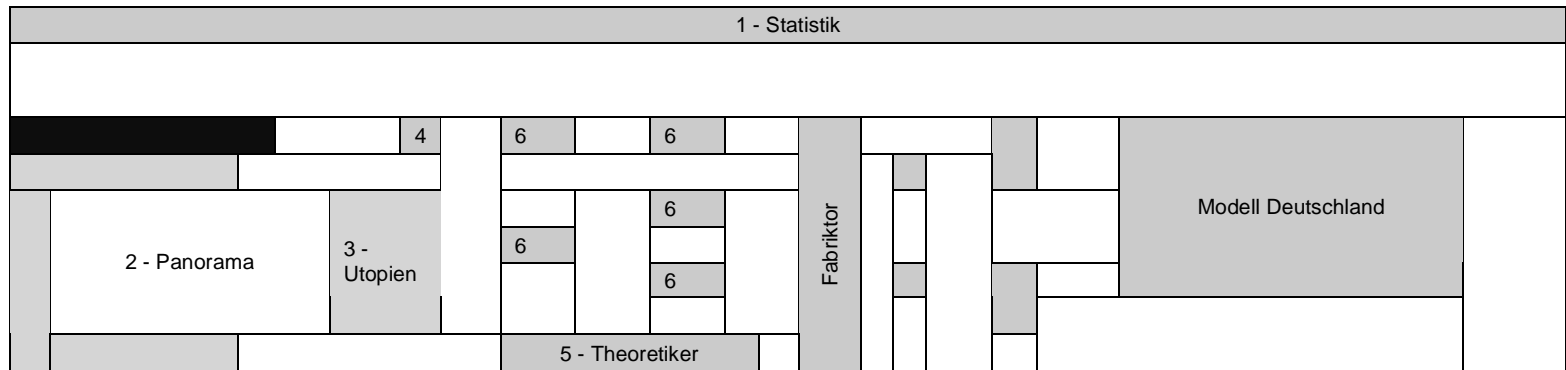 1 - Statistik
4
6
6
6
2 - Panorama
3 -
Utopien
6
6
Fabriktor
Modell Deutschland
5 - Theoretiker